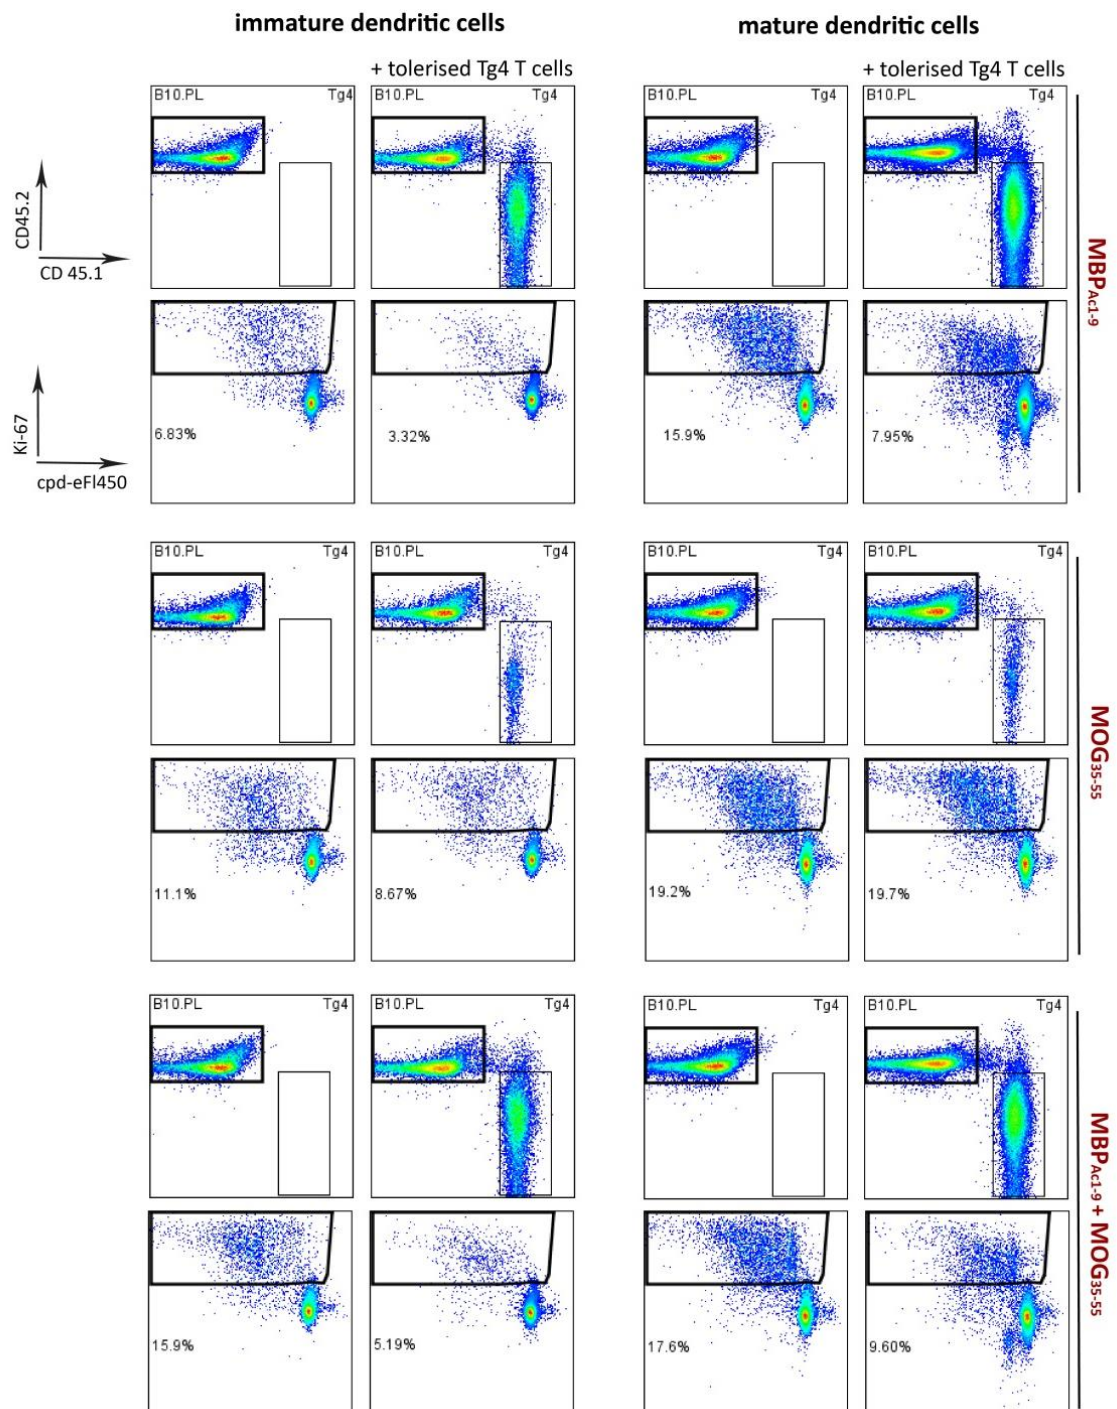 immature dendritic cells
mature dendritic cells
+ tolerised Tg4 T cells
+ tolerised Tg4 T cells
B10.PL Tg4
B10.PL Tg4
B10.PL Tg4
B10.PL Tg4
CD45.2
CD 45.1
MBPAc1-9
6.83%
3.32%
15.9%
7.95%
Ki-67
cpd-eFl450
B10.PL Tg4
B10.PL Tg4
B10.PL Tg4
B10.PL Tg4
MOG35-55
11.1%
8.67%
19.2%
19.7%
B10.PL Tg4
B10.PL Tg4
B10.PL Tg4
B10.PL Tg4
MBPAc1-9 + MOG35-55
15.9%
5.19%
17.6%
9.60%